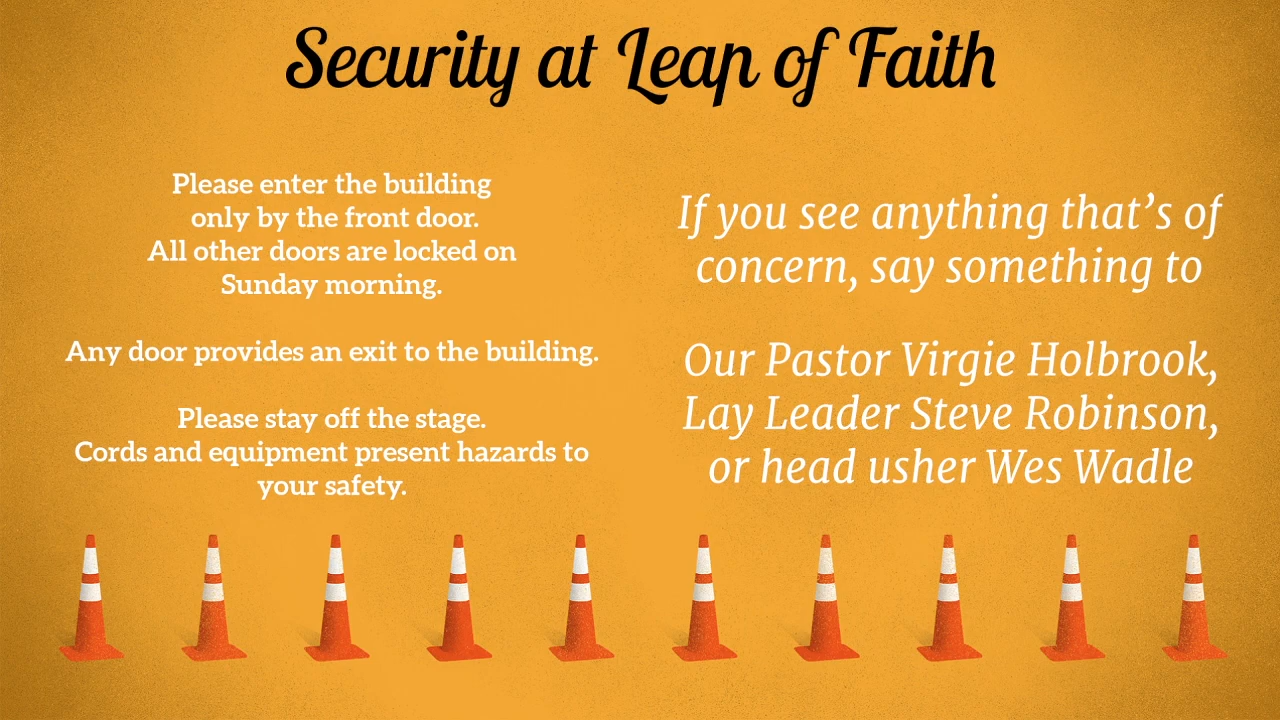 Security at Leap of Faith
Please enter the building
only by the front door.
All other doors are locked on
Sunday morning.
Any door provides an exit to the building.
Please stay off the stage.
Cords and equipment present hazards to
your safety.
If you see anything that’s of
concern, say something to
Our Pastor Virgie Holbrook,
Lay Leader Steve Robinson,
or head usher Wes Wadle